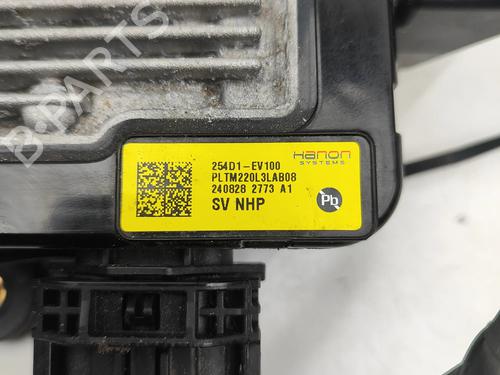 254D1-EV100
PLTM220L3LAB08
240828 2773 A1
SV NHP
Hanon
SYSTEMS
Pb
B-PARTS